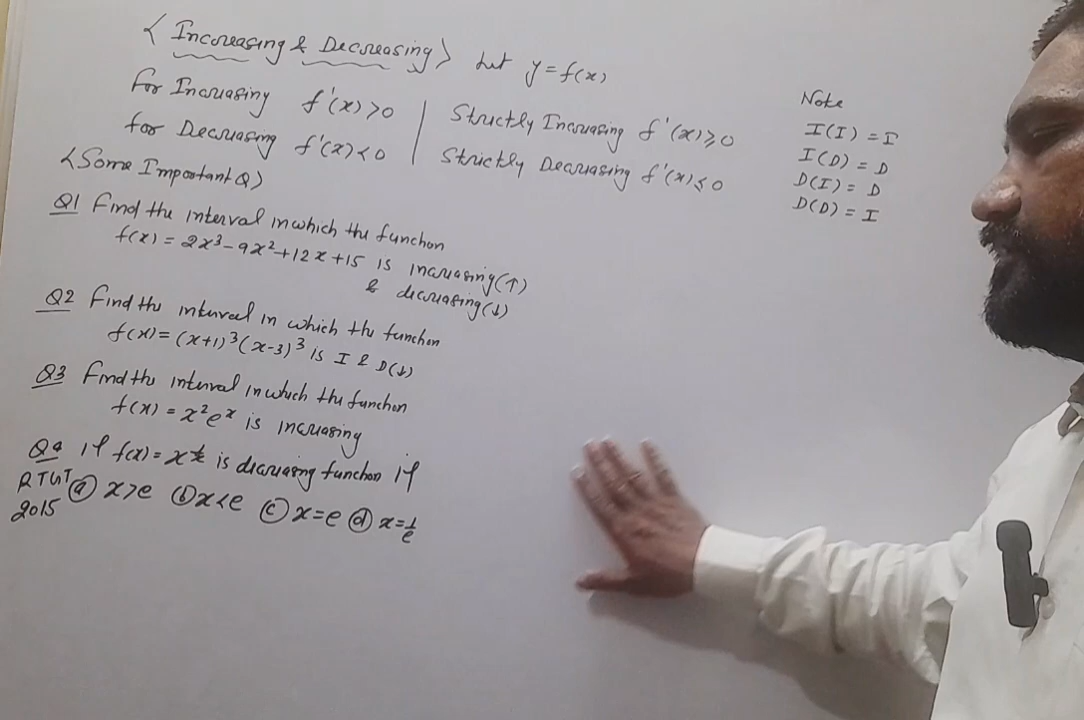 < Increasing & Decreasing > Let y = f(x)
For Increasing f'(x) > 0 | Strictly Increasing f'(x) ≥ 0
for Decreasing f'(x) < 0 | Strictly Decreasing f'(x) ≤ 0
Note
I(I) = I
I(D) = D
D(I) = D
D(D) = I
<Some Important Q>
Q1 Find the interval in which the function
f(x) = 2x³ - 9x² + 12x + 15 is increasing(↑)
& decreasing(↓)
Q2 Find the interval in which the function
f(x) = (x+1)³(x-3)³ is I & D(↓)
Q3 Find the interval in which the function
f(x) = x²eˣ is increasing
Q4 If f(x) = x^1/x is decreasing function if
RTGT 2015
(a) x>e (b) x<e (c) x=e (d) x=1/e